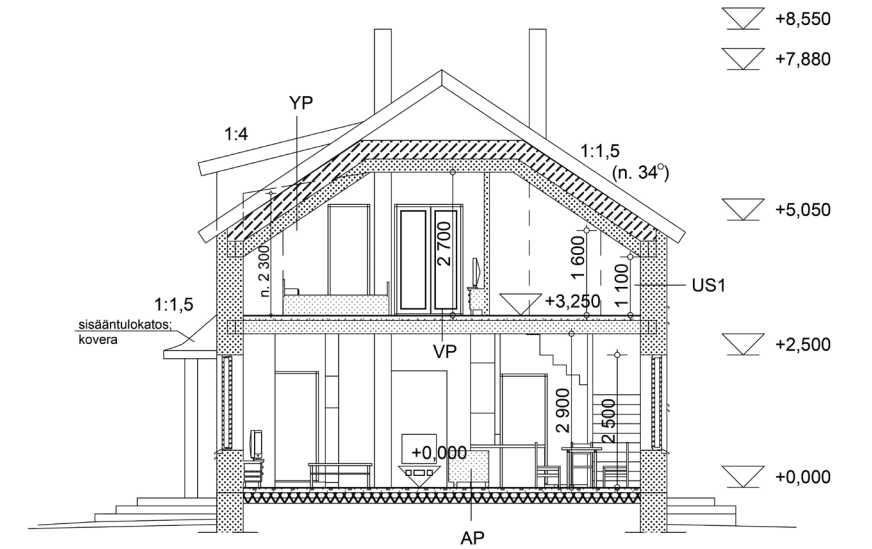 +8,550
+7,880
YP
1:4
1:1,5
(n. 34°)
+5,050
2 700
n. 2 300
1 600
1 100
US1
+3,250
1:1,5
sisääntulokatos;
kovera
VP
+2,500
2 900
2 500
+0,000
+0,000
AP